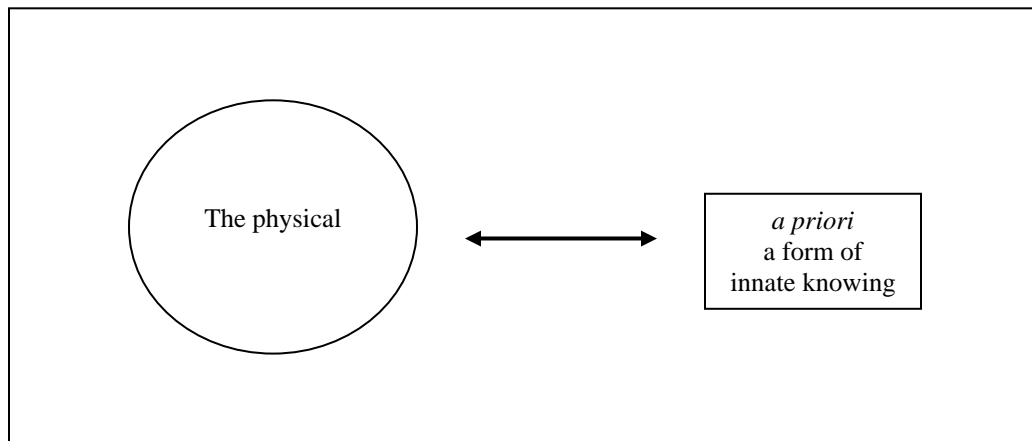 The physical
a priori
a form of
innate knowing